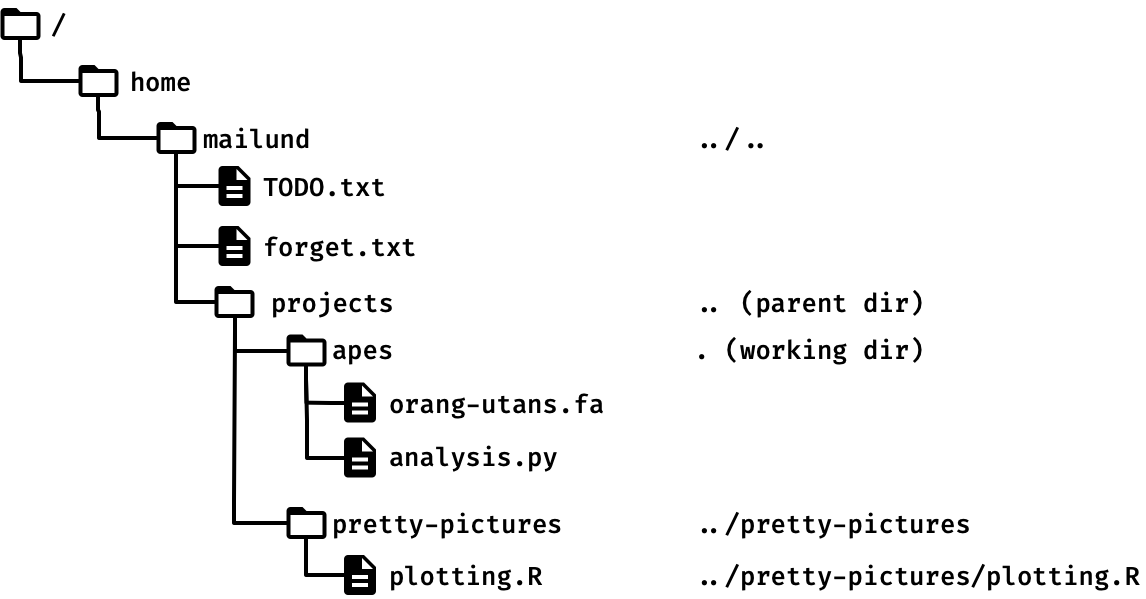 /
home
mailund ../..
TODO.txt
forget.txt
projects .. (parent dir)
apes . (working dir)
orang-utans.fa
analysis.py
pretty-pictures ../pretty-pictures
plotting.R ../pretty-pictures/plotting.R